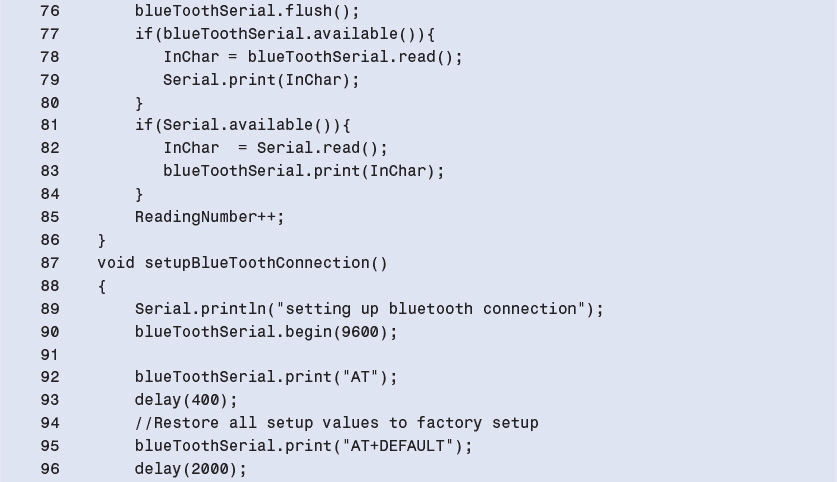 76        blueToothSerial.flush();
77        if(blueToothSerial.available()){
78           InChar = blueToothSerial.read();
79           Serial.print(InChar);
80        }
81        if(Serial.available()){
82           InChar  = Serial.read();
83           blueToothSerial.print(InChar);
84        }
85        ReadingNumber++;
86    }
87    void setupBlueToothConnection()
88    {
89        Serial.println("setting up bluetooth connection");
90        blueToothSerial.begin(9600);
91
92        blueToothSerial.print("AT");
93        delay(400);
94        //Restore all setup values to factory setup
95        blueToothSerial.print("AT+DEFAULT");
96        delay(2000);